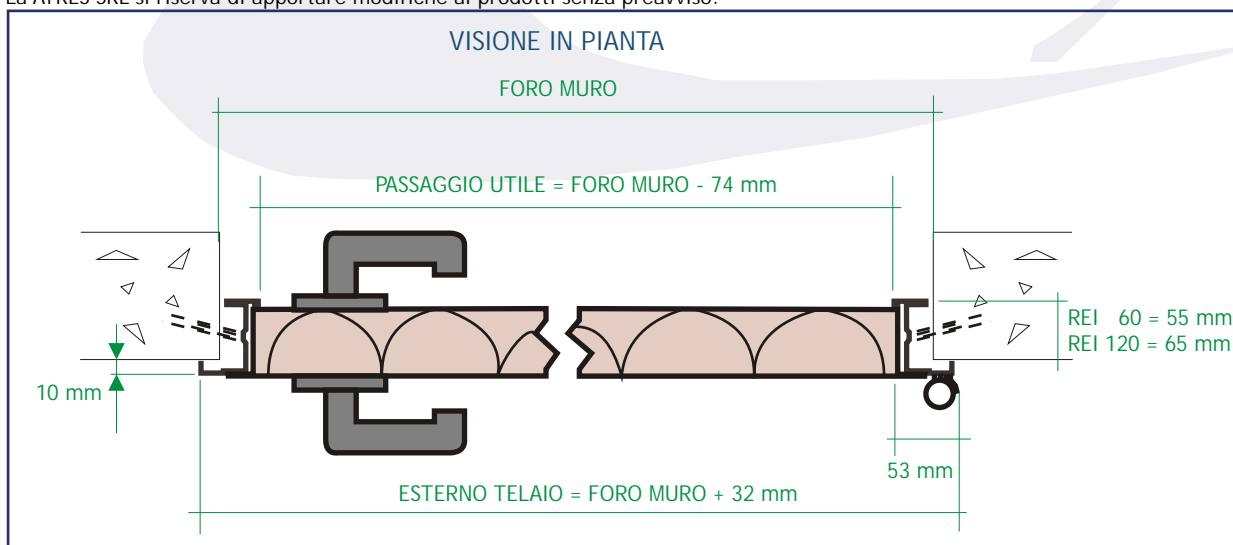 La AYRES SRL si riserva di apportare modifiche ai prodotti senza preavviso.
VISIONE IN PIANTA
FORO MURO
PASSAGGIO UTILE = FORO MURO - 74 mm
REI 60 = 55 mm
REI 120 = 65 mm
10 mm
53 mm
ESTERNO TELAIO = FORO MURO + 32 mm